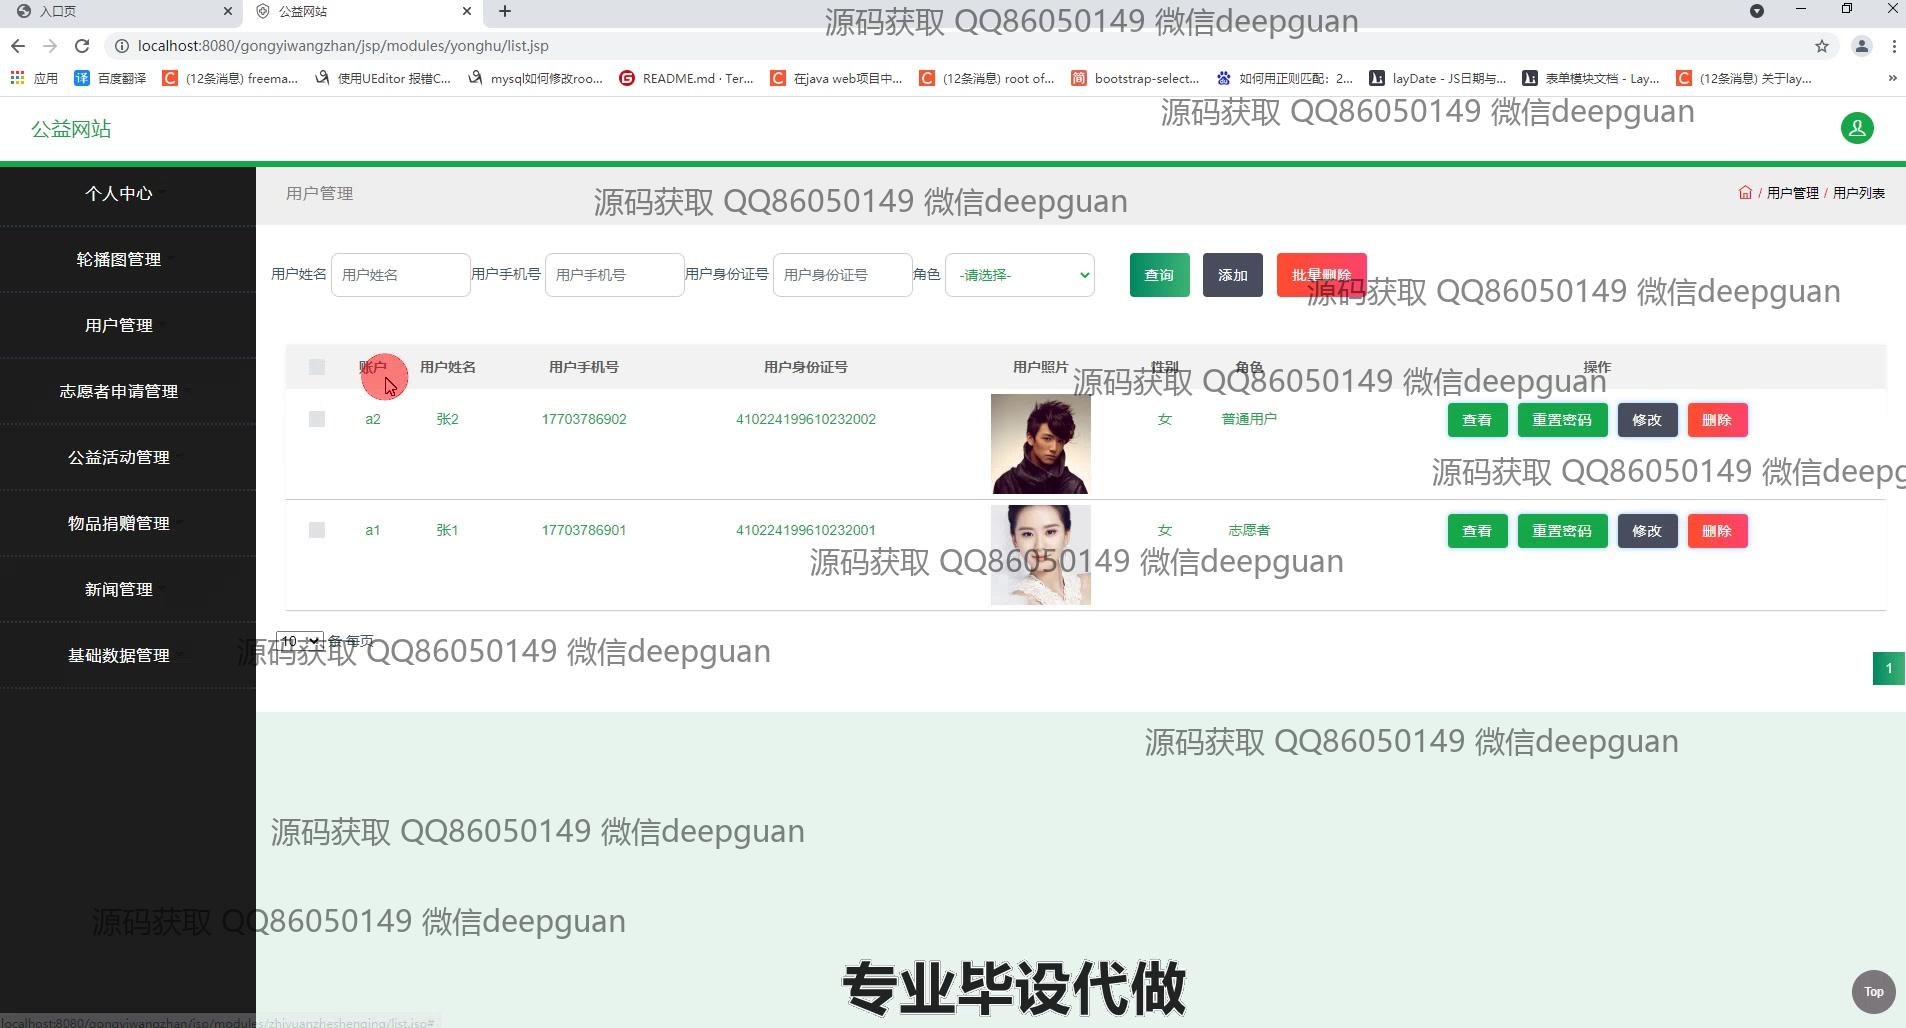 入口页
公益网站
源码获取 QQ86050149 微信deepguan
localhost:8080/gongyiwangzhan/jsp/modules/yonghu/list.jsp
应用
百度翻译
(12条消息) freema...
使用UEditor 报错C...
mysql如何修改roo...
README.md · Ter...
在java web项目中...
(12条消息) root of...
bootstrap-select...
如何用正则匹配：2...
layDate - JS日期与...
表单模块文档 - Lay...
(12条消息) 关于lay...
源码获取 QQ86050149 微信deepguan
公益网站
个人中心
轮播图管理
用户管理
志愿者申请管理
公益活动管理
物品捐赠管理
新闻管理
基础数据管理
用户管理
源码获取 QQ86050149 微信deepguan
/ 用户管理 / 用户列表
用户姓名 用户姓名 用户手机号 用户手机号 用户身份证号 用户身份证号 角色 -请选择- 查询 添加 批量删除
源码获取 QQ86050149 微信deepguan
账户 用户姓名 用户手机号 用户身份证号 用户照片 性别 角色 操作
源码获取 QQ86050149 微信deepguan
a2 张2 17703786902 410224199610232002 女 普通用户 查看 重置密码 修改 删除
源码获取 QQ86050149 微信deepg
a1 张1 17703786901 410224199610232001 女 志愿者 查看 重置密码 修改 删除
源码获取 QQ86050149 微信deepguan
10 条 每页
源码获取 QQ86050149 微信deepguan
1
源码获取 QQ86050149 微信deepguan
源码获取 QQ86050149 微信deepguan
源码获取 QQ86050149 微信deepguan
专业毕设代做
Top
localhost:8080/gongyiwangzhan/jsp/modules/zhiyuanzheshenqing/list.jsp#